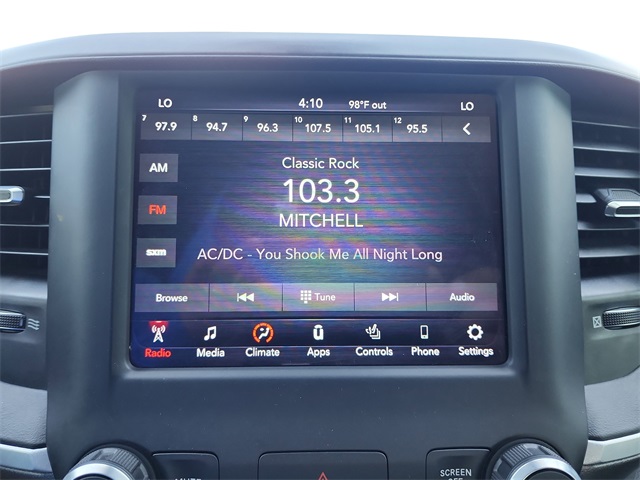 LO 4:10 98°F out LO
7 97.9 8 94.7 9 96.3 10 107.5 11 105.1 12 95.5
Classic Rock
AM
103.3
FM
MITCHELL
AC/DC - You Shook Me All Night Long
Browse Tune Audio
Radio Media Climate Apps Controls Phone Settings
MUTE SCREEN
OFF